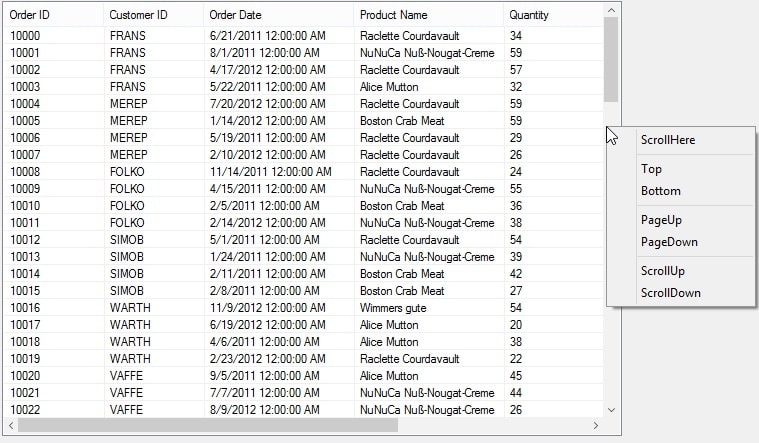 Order ID Customer ID Order Date Product Name Quantity
10000 FRANS 6/21/2011 12:00:00 AM Raclette Courdavault 34
10001 FRANS 8/1/2011 12:00:00 AM NuNuCa Nuß-Nougat-Creme 59
10002 FRANS 4/17/2012 12:00:00 AM Raclette Courdavault 57
10003 FRANS 5/22/2011 12:00:00 AM Alice Mutton 32
10004 MEREP 7/20/2012 12:00:00 AM Raclette Courdavault 59
10005 MEREP 1/14/2012 12:00:00 AM Boston Crab Meat 59
10006 MEREP 5/19/2011 12:00:00 AM Raclette Courdavault 29
10007 MEREP 2/10/2012 12:00:00 AM Raclette Courdavault 26
10008 FOLKO 11/14/2011 12:00:00 AM Raclette Courdavault 24
10009 FOLKO 4/15/2011 12:00:00 AM NuNuCa Nuß-Nougat-Creme 55
10010 FOLKO 2/5/2011 12:00:00 AM Boston Crab Meat 36
10011 FOLKO 2/14/2012 12:00:00 AM NuNuCa Nuß-Nougat-Creme 38
10012 SIMOB 5/1/2011 12:00:00 AM Raclette Courdavault 54
10013 SIMOB 1/24/2011 12:00:00 AM NuNuCa Nuß-Nougat-Creme 39
10014 SIMOB 2/11/2011 12:00:00 AM Boston Crab Meat 42
10015 SIMOB 2/8/2011 12:00:00 AM Boston Crab Meat 27
10016 WARTH 11/9/2012 12:00:00 AM Wimmers gute 54
10017 WARTH 6/19/2012 12:00:00 AM Alice Mutton 20
10018 WARTH 4/6/2011 12:00:00 AM Alice Mutton 38
10019 WARTH 2/23/2012 12:00:00 AM Raclette Courdavault 22
10020 VAFFE 9/5/2011 12:00:00 AM Alice Mutton 45
10021 VAFFE 7/7/2011 12:00:00 AM NuNuCa Nuß-Nougat-Creme 44
10022 VAFFE 8/9/2012 12:00:00 AM NuNuCa Nuß-Nougat-Creme 26
ScrollHere
Top
Bottom
PageUp
PageDown
ScrollUp
ScrollDown